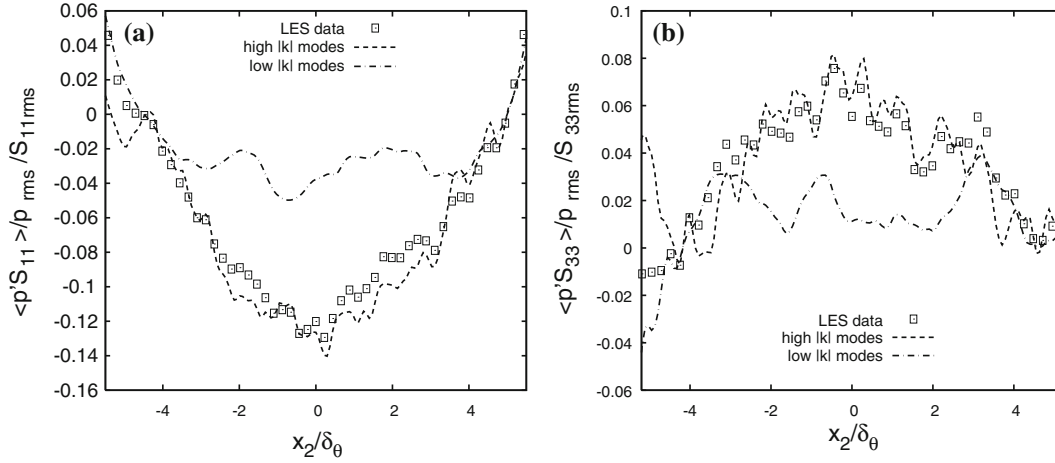 (a)
LES data
high |k| modes
low |k| modes
0.06
0.04
0.02
0
-0.02
-0.04
-0.06
-0.08
-0.1
-0.12
-0.14
-0.16
<p'S11>/p rms /S11rms
-4
-2
0
2
4
x2/δθ
(b)
0.1
0.08
0.06
0.04
0.02
0
-0.02
-0.04
-0.06
<p'S33>/p rms /S33rms
LES data
high |k| modes
low |k| modes
-4
-2
0
2
4
x2/δθ